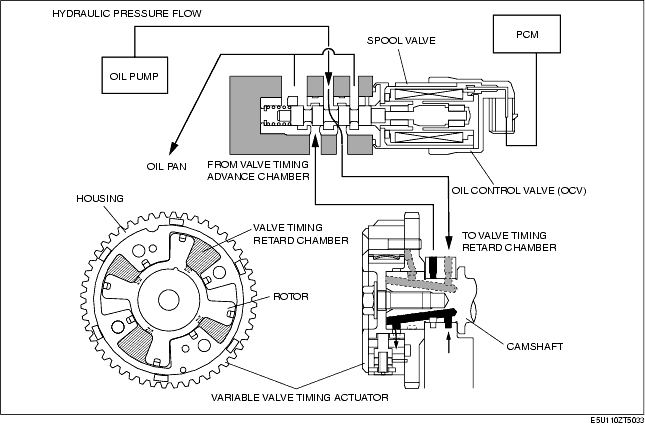 HYDRAULIC PRESSURE FLOW
SPOOL VALVE
PCM
OIL PUMP
OIL PAN
FROM VALVE TIMING
ADVANCE CHAMBER
OIL CONTROL VALVE (OCV)
HOUSING
VALVE TIMING
RETARD CHAMBER
TO VALVE TIMING
RETARD CHAMBER
ROTOR
CAMSHAFT
VARIABLE VALVE TIMING ACTUATOR
E5U110ZT5033